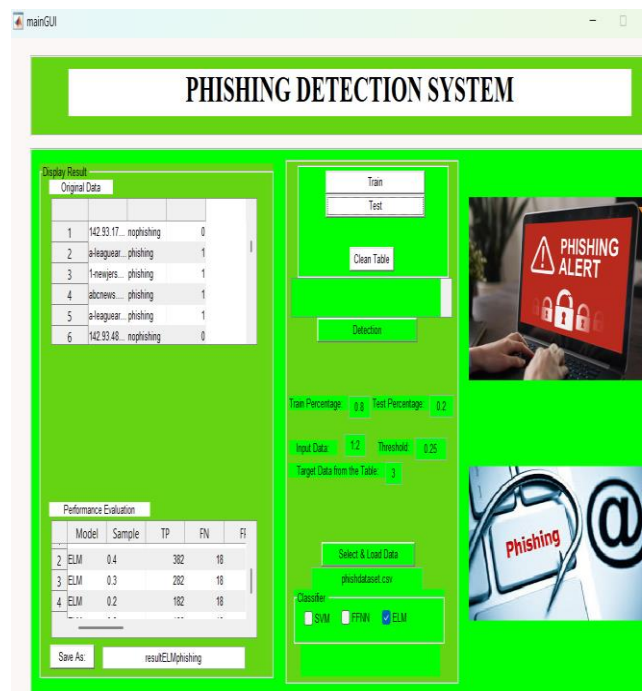 mainGUI
PHISHING DETECTION SYSTEM
Display Result
Original Data
1 142.93.17... nophishing 0
2 a-leaguear... phishing 1
3 1-newjers... phishing 1
4 abcnews.... phishing 1
5 a-leaguear... phishing 1
6 142.93.48... nophishing 0
Performance Evaluation
Model Sample TP FN
2 ELM 0.4 382 18
3 ELM 0.3 282 18
4 ELM 0.2 182 18
Save As: resultELMphishing
Train
Test
Clean Table
Detection
Train Percentage: 0.8 Test Percentage: 0.2
Input Data: 1:2 Threshold: 0.25
Target Data from the Table: 3
Select & Load Data
phishdataset.csv
Classifier
SVM FFNN ELM
PHISHING
ALERT
Phishing
@